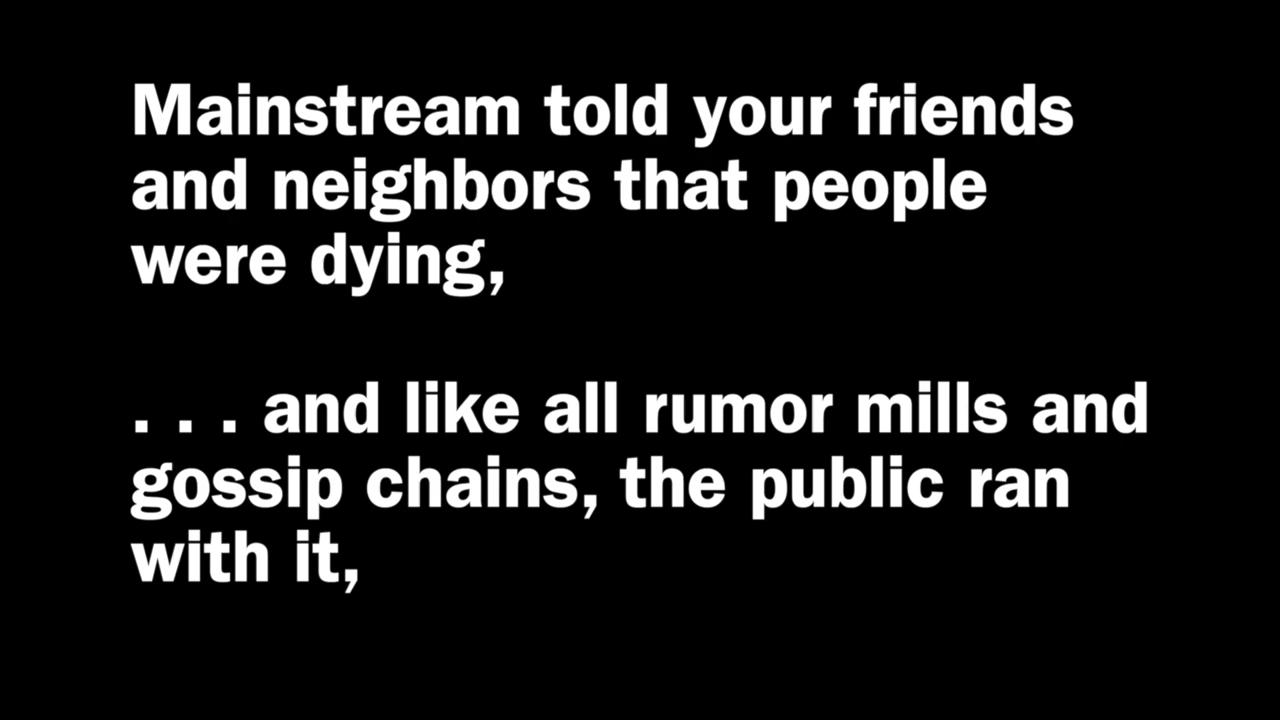 Mainstream told your friends
and neighbors that people
were dying,
. . . and like all rumor mills and
gossip chains, the public ran
with it,